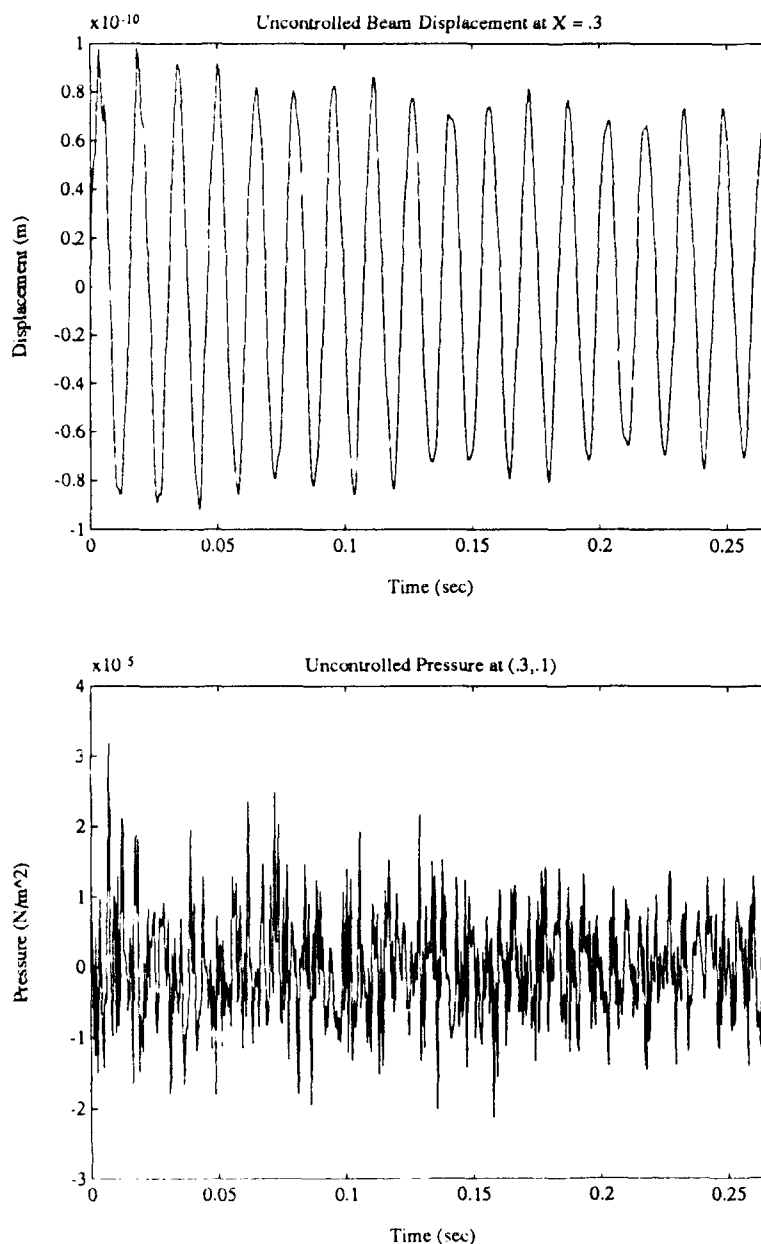 x10-10
Uncontrolled Beam Displacement at X = .3
1
0.8
0.6
0.4
0.2
0
-0.2
-0.4
-0.6
-0.8
-1
Displacement (m)
0 0.05 0.1 0.15 0.2 0.25
Time (sec)
x10-5
Uncontrolled Pressure at (.3,.1)
4
3
2
1
0
-1
-2
-3
Pressure (N/m^2)
0 0.05 0.1 0.15 0.2 0.25
Time (sec)